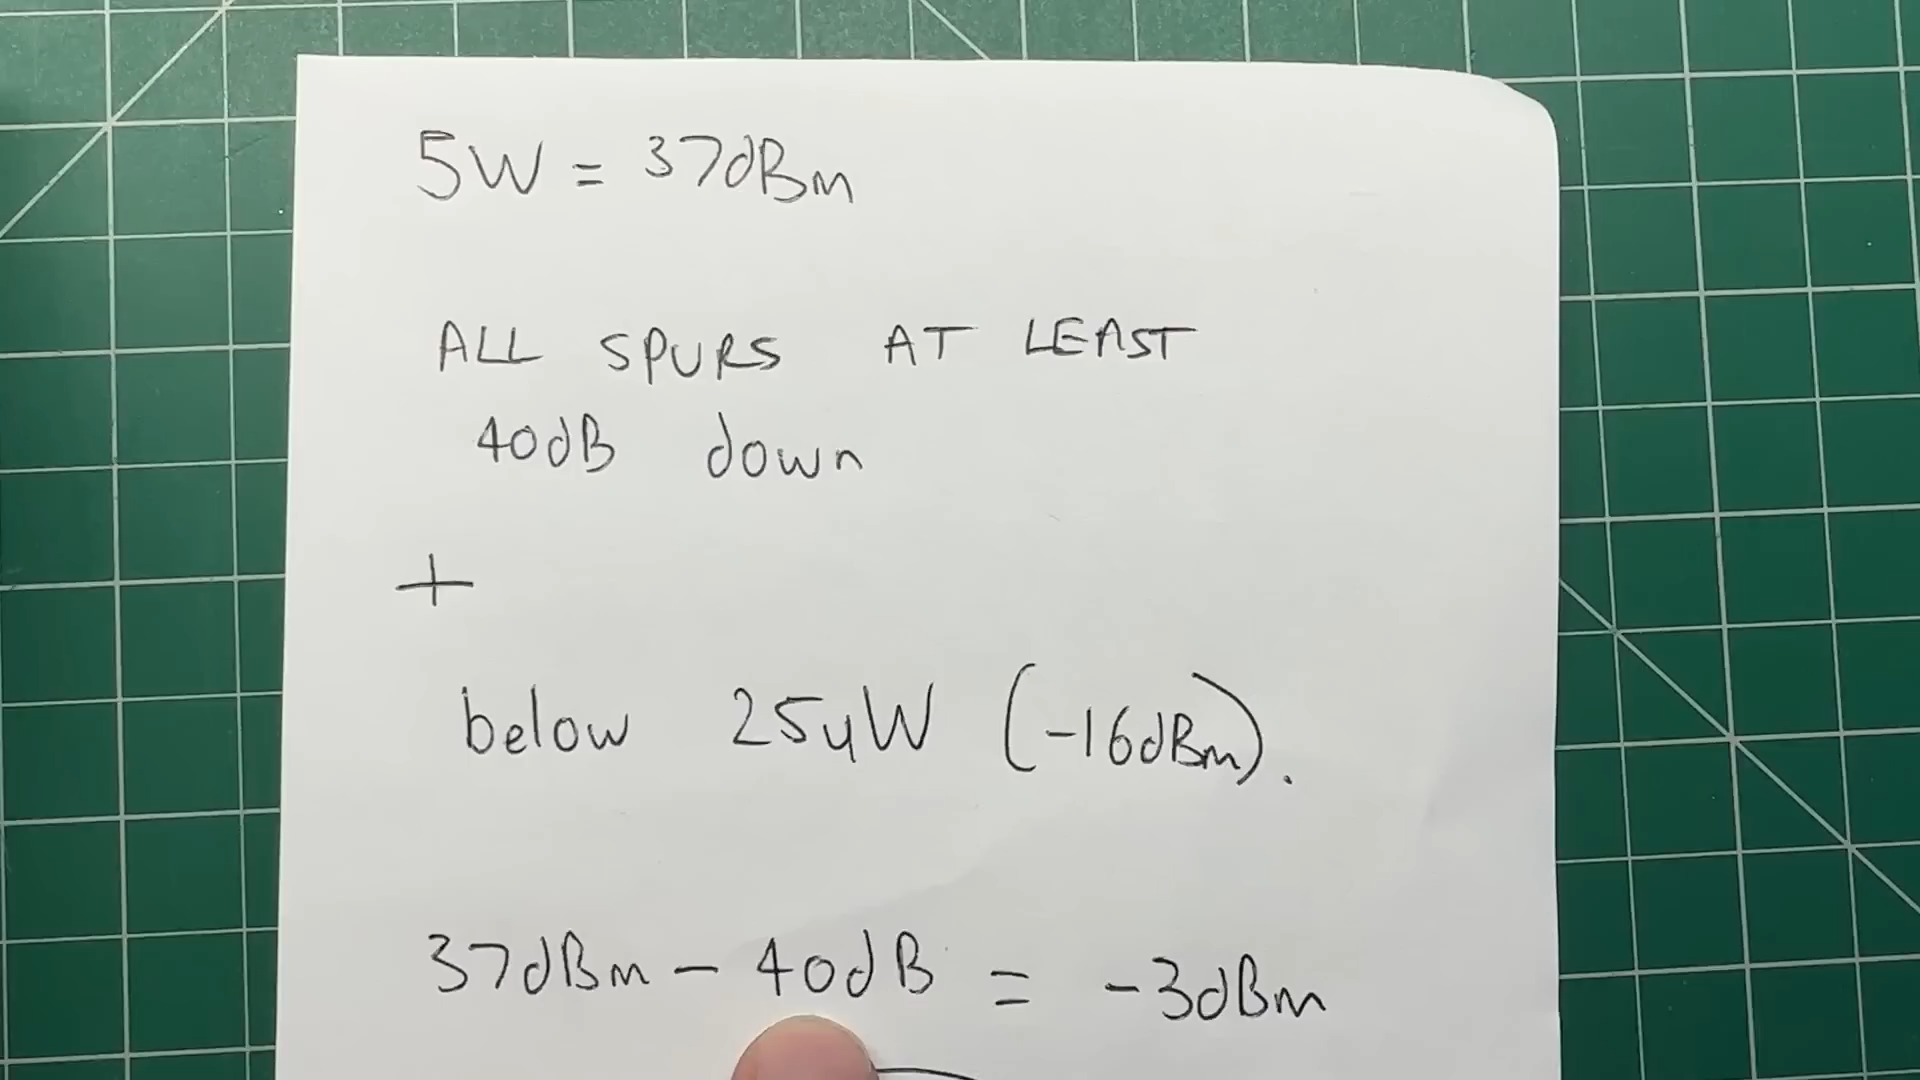 5W = 37dBm
ALL SPURS AT LEAST
40dB down
+
below 25uW (-16dBm).
37dBm - 40dB = -3dBm